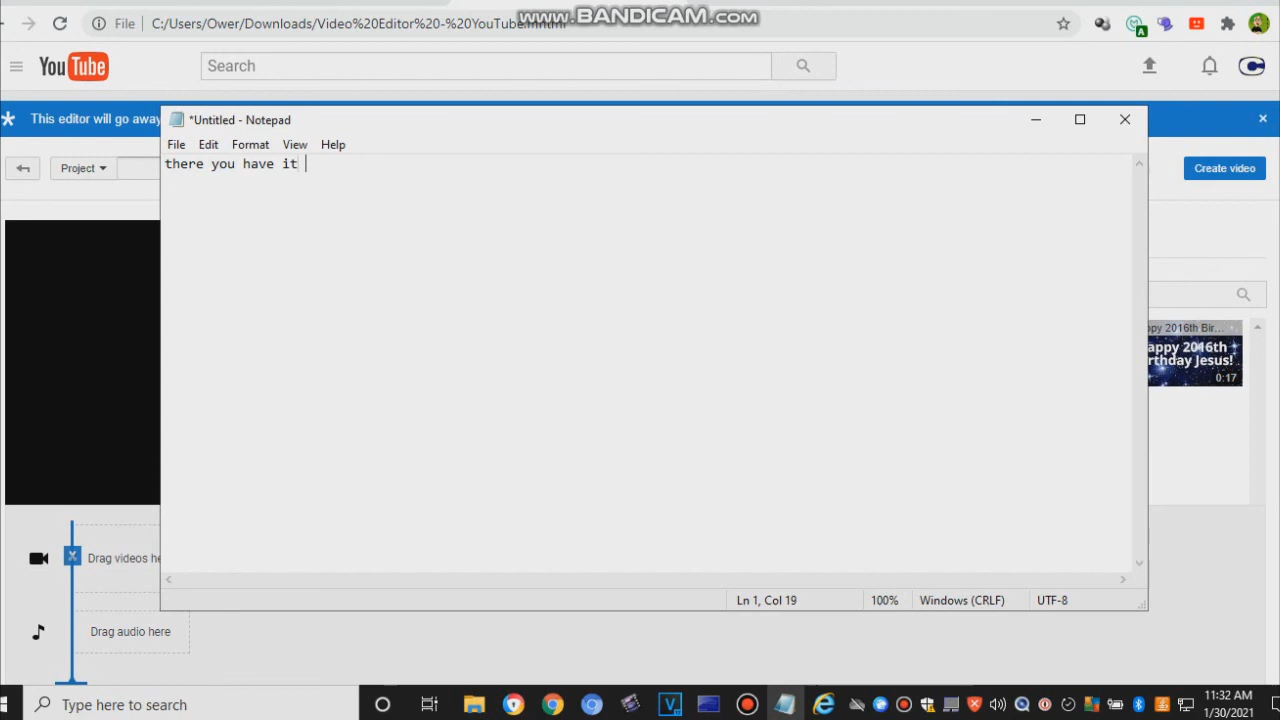 www.BANDICAM.com
File C:/Users/Ower/Downloads/Video%20Editor%20-%20YouTube.mhtml
A
YouTube
Search
This editor will go away
*Untitled - Notepad
File Edit Format View Help
there you have it
Project
Create video
ppy 2016th Bir...
appy 2016th
irthday Jesus!
0:17
Drag videos he
Drag audio here
Ln 1, Col 19
100%
Windows (CRLF)
UTF-8
Type here to search
11:32 AM
1/30/2021